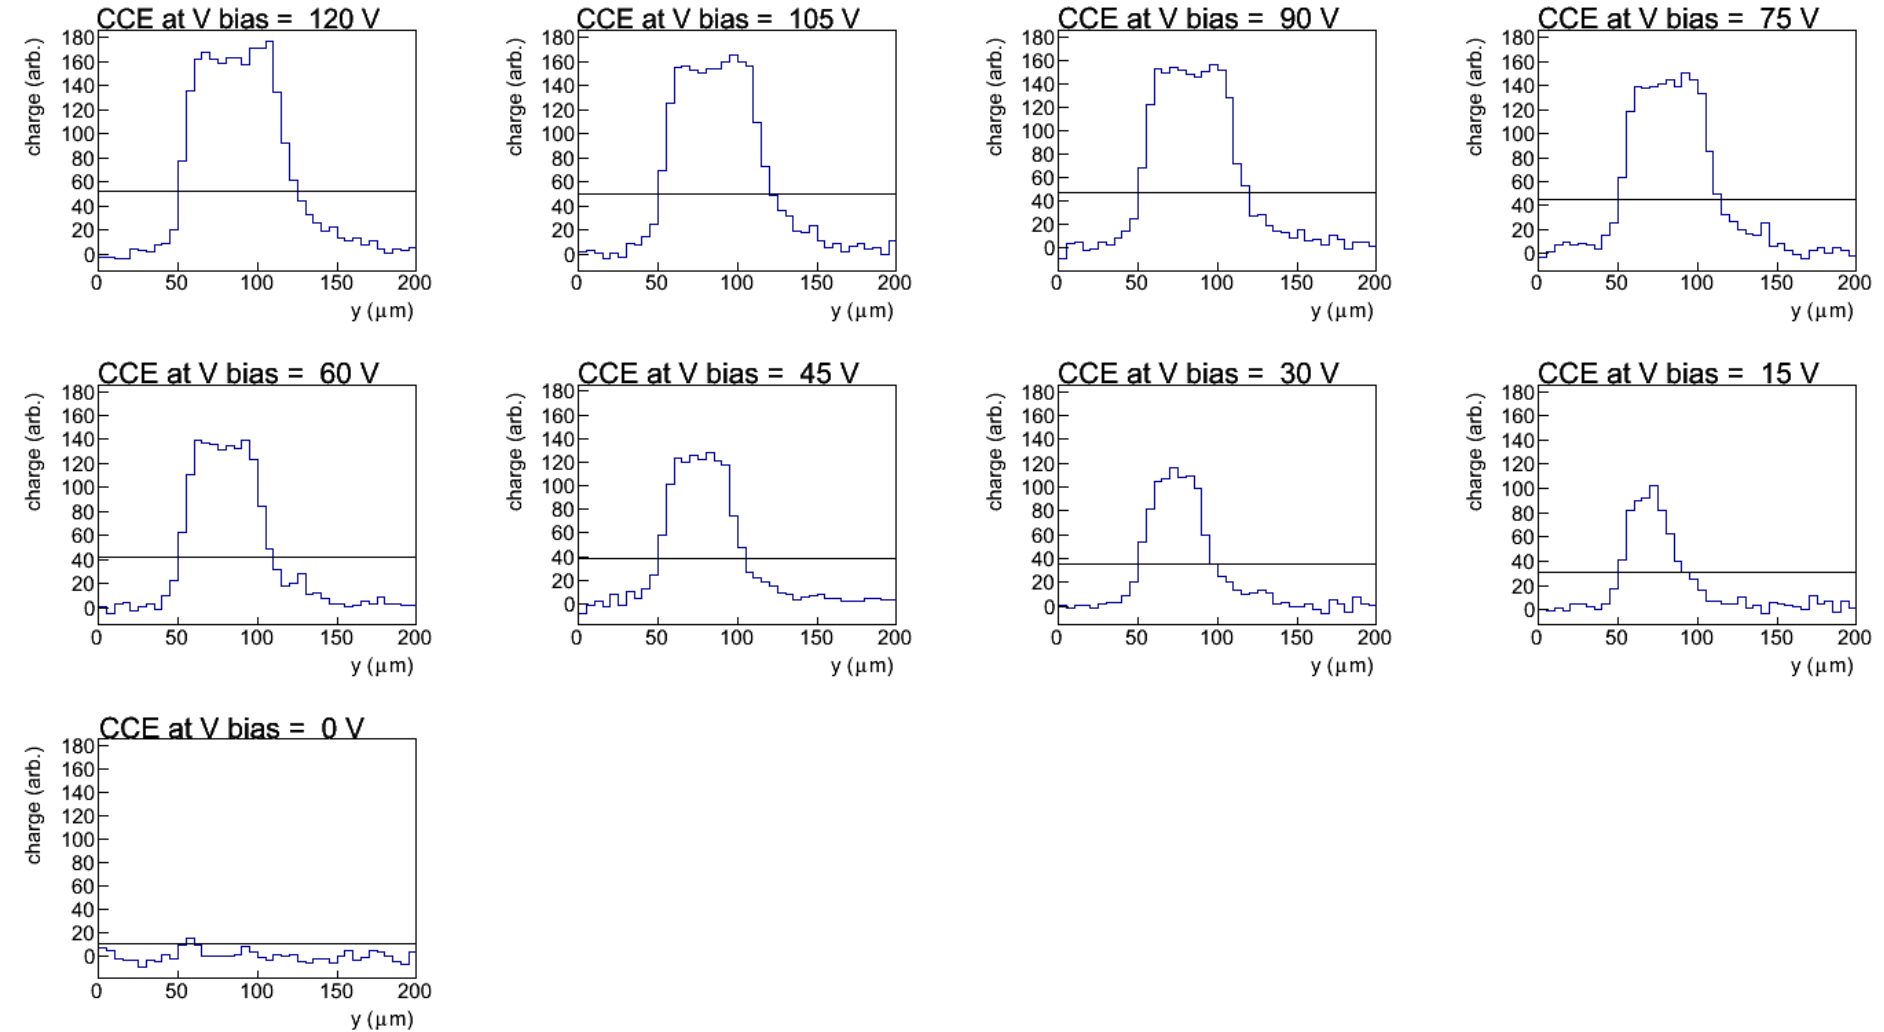 CCE at V bias = 120 V
charge (arb.)
180
160
140
120
100
80
60
40
20
0
0 50 100 150 200
y (μm)
CCE at V bias = 105 V
charge (arb.)
180
160
140
120
100
80
60
40
20
0
0 50 100 150 200
y (μm)
CCE at V bias = 90 V
charge (arb.)
180
160
140
120
100
80
60
40
20
0
0 50 100 150 200
y (μm)
CCE at V bias = 75 V
charge (arb.)
180
160
140
120
100
80
60
40
20
0
0 50 100 150 200
y (μm)
CCE at V bias = 60 V
charge (arb.)
180
160
140
120
100
80
60
40
20
0
0 50 100 150 200
y (μm)
CCE at V bias = 45 V
charge (arb.)
180
160
140
120
100
80
60
40
20
0
0 50 100 150 200
y (μm)
CCE at V bias = 30 V
charge (arb.)
180
160
140
120
100
80
60
40
20
0
0 50 100 150 200
y (μm)
CCE at V bias = 15 V
charge (arb.)
180
160
140
120
100
80
60
40
20
0
0 50 100 150 200
y (μm)
CCE at V bias = 0 V
charge (arb.)
180
160
140
120
100
80
60
40
20
0
0 50 100 150 200
y (μm)